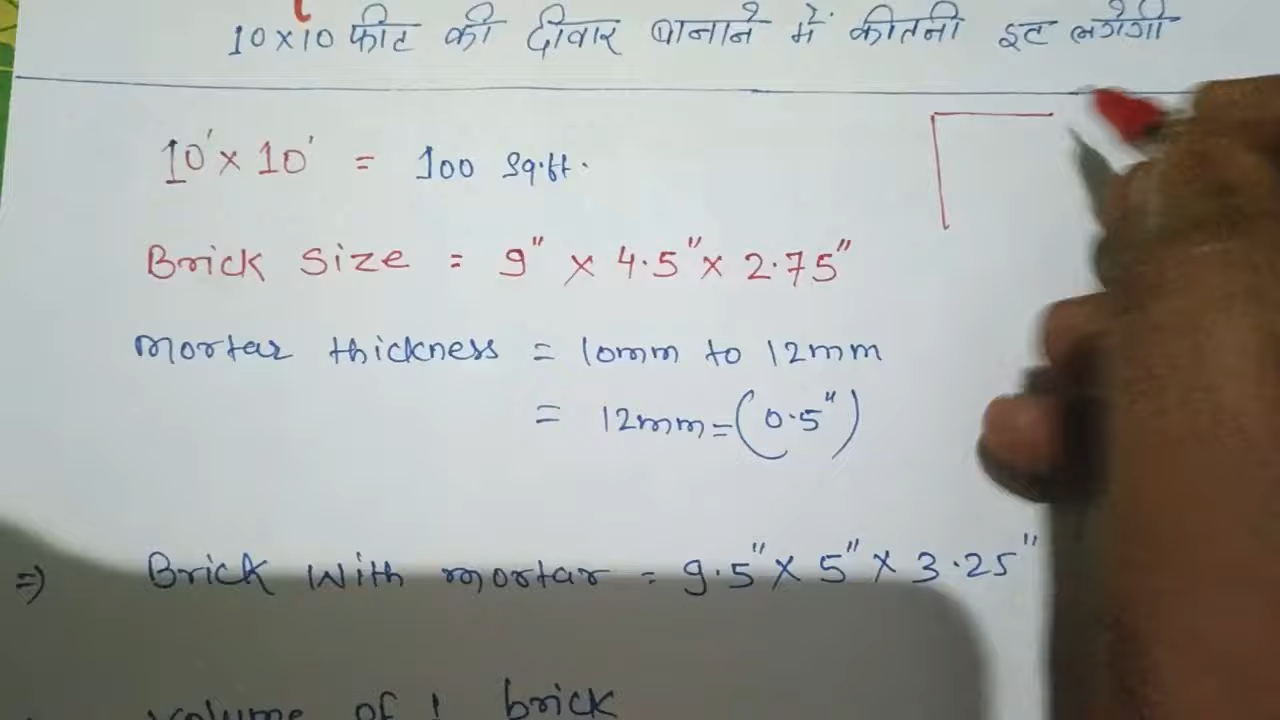 10x10 फीट की दीवार बानाने में कीतनी इट लगेगी
10' x 10' = 100 Sq.ft.
Brick Size = 9" x 4.5" x 2.75"
mortar thickness = 10mm to 12mm
= 12mm = (0.5")
=) Brick With mortar = 9.5" x 5" x 3.25"
volume of 1 brick